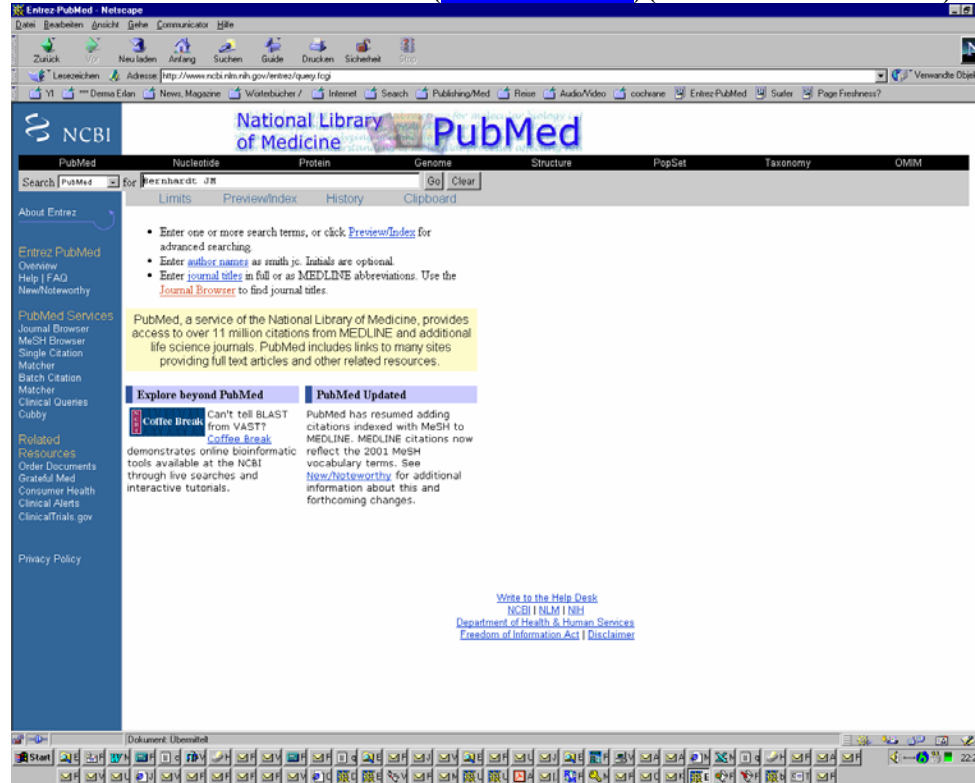 Entrez-PubMed - Netscape
Datei Bearbeiten Ansicht Gehe Communicator Hilfe
Zurück Vor Neu laden Anfang Suchen Guide Drucken Sicherheit Stop
Lesezeichen Adresse http://www.ncbi.nlm.nih.gov/entrez/query.fcgi Verwandte Objek
News, Magazine Wörterbücher / Internet Search Publishing/Med Reise Audio/Video cochrane Entrez-PubMed Surfer Page Freshness?
NCBI
National Library
of Medicine
PubMed
PubMed Nucleotide Protein Genome Structure PopSet Taxonomy OMIM
Search PubMed for Bernhardt JM Go Clear
Limits Preview/Index History Clipboard
About Entrez
Entrez PubMed
Overview
Help | FAQ
New/Noteworthy
PubMed Services
Journal Browser
MeSH Browser
Single Citation
Matcher
Batch Citation
Matcher
Clinical Queries
Cubby
Related
Resources
Order Documents
Grateful Med
Consumer Health
Clinical Alerts
ClinicalTrials.gov
Privacy Policy
• Enter one or more search terms, or click Preview/Index for
advanced searching.
• Enter author names as smith jc. Initials are optional.
• Enter journal titles in full or as MEDLINE abbreviations. Use the
Journal Browser to find journal titles.
PubMed, a service of the National Library of Medicine, provides
access to over 11 million citations from MEDLINE and additional
life science journals. PubMed includes links to many sites
providing full text articles and other related resources.
Explore beyond PubMed
Coffee Break
Can't tell BLAST
from VAST?
Coffee Break
demonstrates online bioinformatic
tools available at the NCBI
through live searches and
interactive tutorials.
PubMed Updated
PubMed has resumed adding
citations indexed with MeSH to
MEDLINE. MEDLINE citations now
reflect the 2001 MeSH
vocabulary terms. See
New/Noteworthy for additional
information about this and
forthcoming changes.
Write to the Help Desk
NCBI | NLM | NIH
Department of Health & Human Services
Freedom of Information Act | Disclaimer
Dokument: Übermittelt
Start